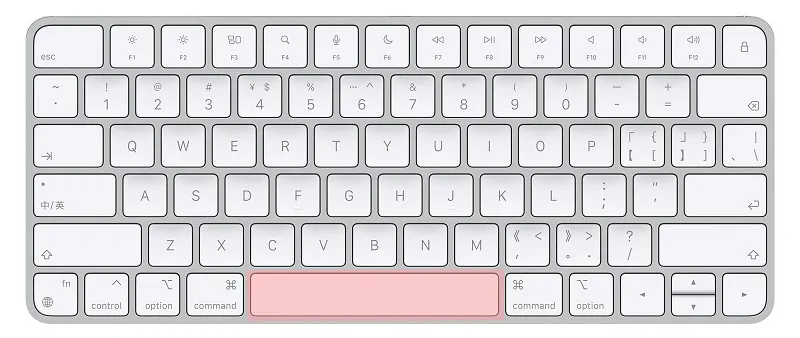 esc F1 F2 F3 F4 F5 F6 F7 F8 F9 F10 F11 F12
~ ! @ # ¥ $ % … ^ & * ( ) — +
· 1 2 3 4 5 6 7 8 9 0 - =
Q W E R T Y U I O P 「 { 」 } |
【 [ 】 ] 、 \
中/英 A S D F G H J K L : ; " '
Z X C V B N M 《 < 》 > ?
, 。 . /
fn ⌃ ⌥ ⌘ ⌘ ⌥ ▲
control option command command option ◄ ▼ ►